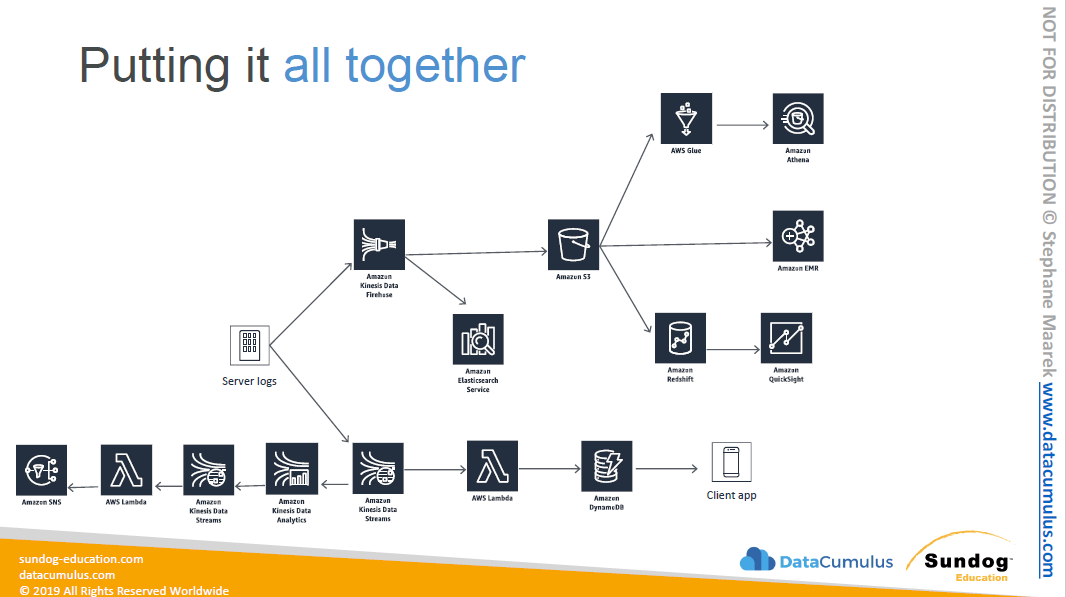 Putting it all together
AWS Glue
Amazon
Athena
Amazon
Kinesis Data
Firehose
Amazon S3
Amazon EMR
Server logs
Amazon
Elasticsearch
Service
Amazon
Redshift
Amazon
QuickSight
Amazon SNS
AWS Lambda
Amazon
Kinesis Data
Streams
Amazon
Kinesis Data
Analytics
Amazon
Kinesis Data
Streams
AWS Lambda
Amazon
DynamoDB
Client app
sundog-education.com
datacumulus.com
© 2019 All Rights Reserved Worldwide
DataCumulus
Sundog™
Education
NOT FOR DISTRIBUTION © Stephane Maarek www.datacumulus.com